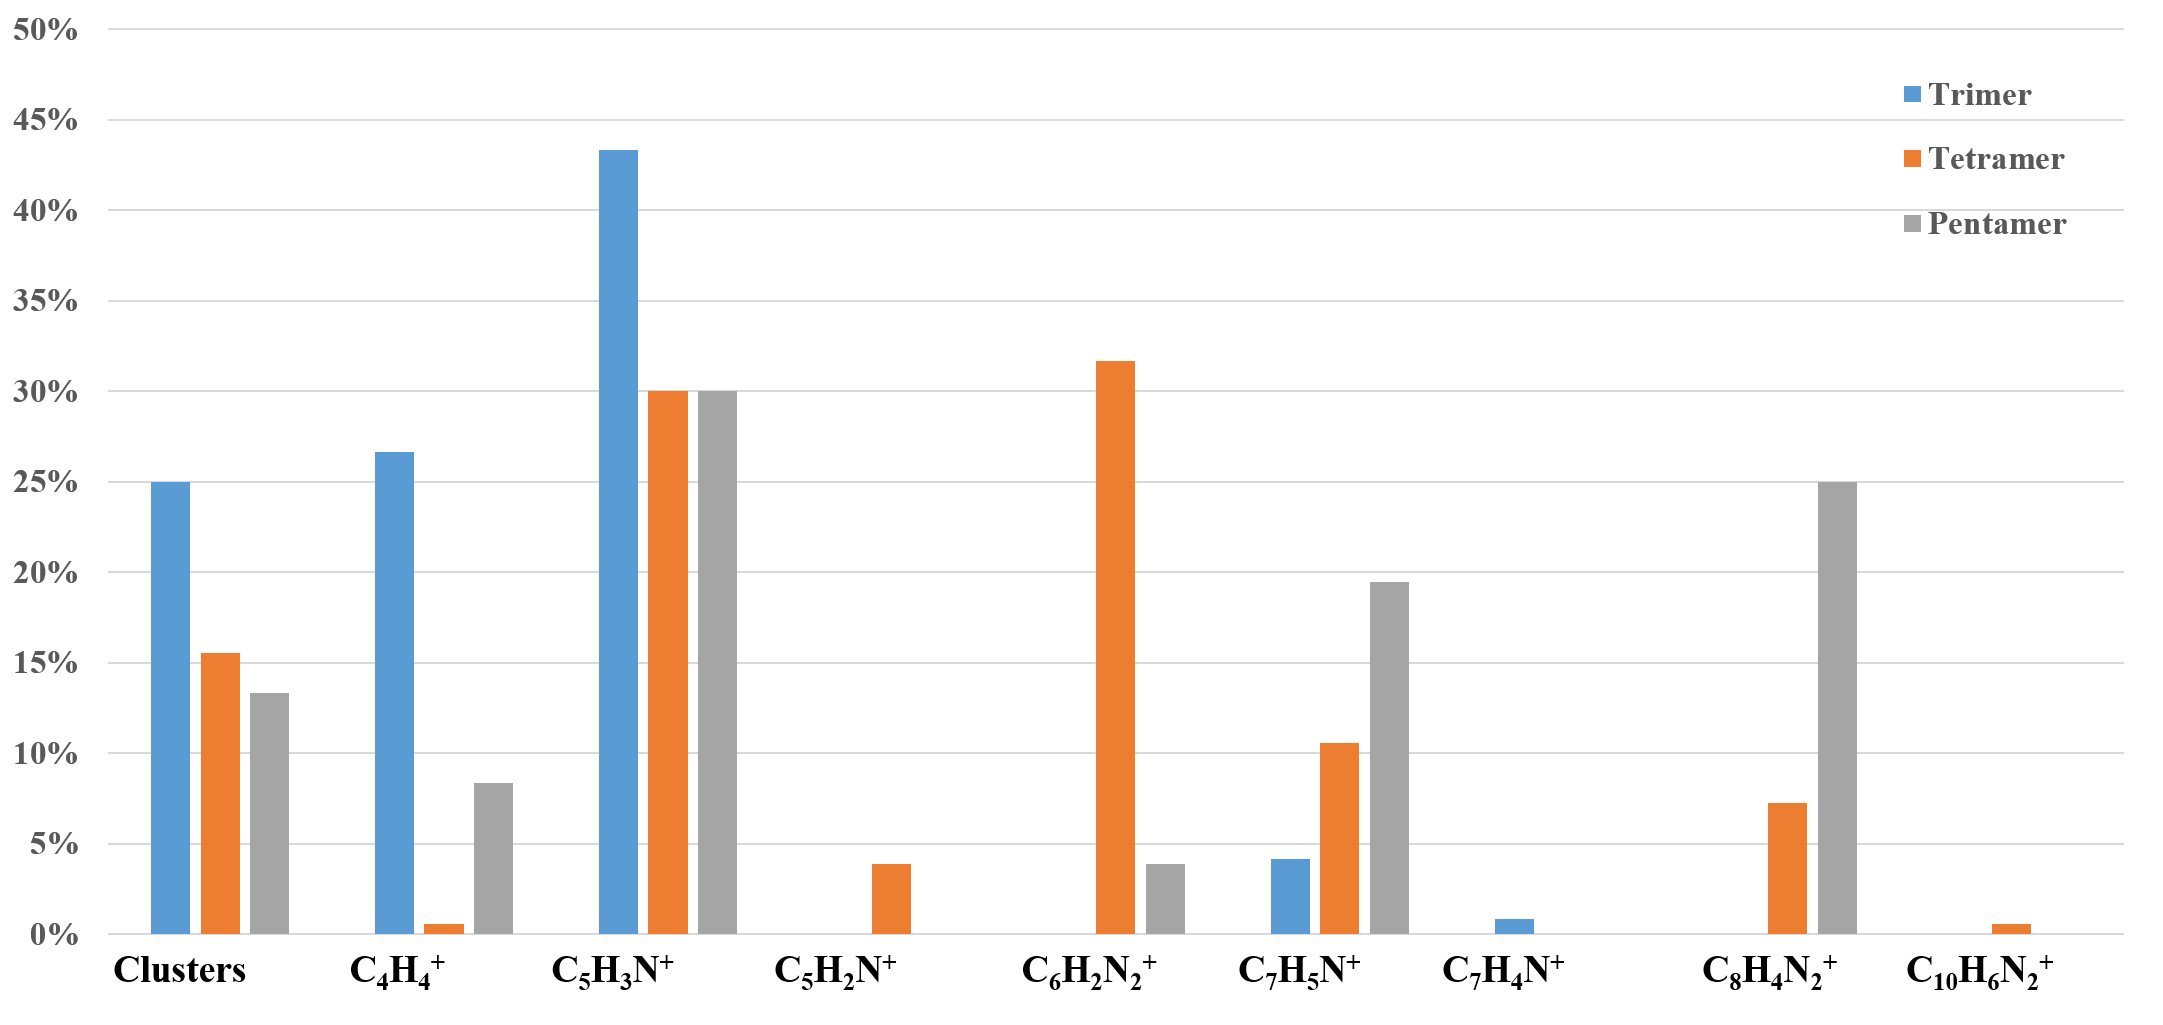 50%
45%
40%
35%
30%
25%
20%
15%
10%
5%
0%
Trimer
Tetramer
Pentamer
Clusters C₄H₄⁺ C₅H₃N⁺ C₅H₂N⁺ C₆H₂N₂⁺ C₇H₅N⁺ C₇H₄N⁺ C₈H₄N₂⁺ C₁₀H₆N₂⁺